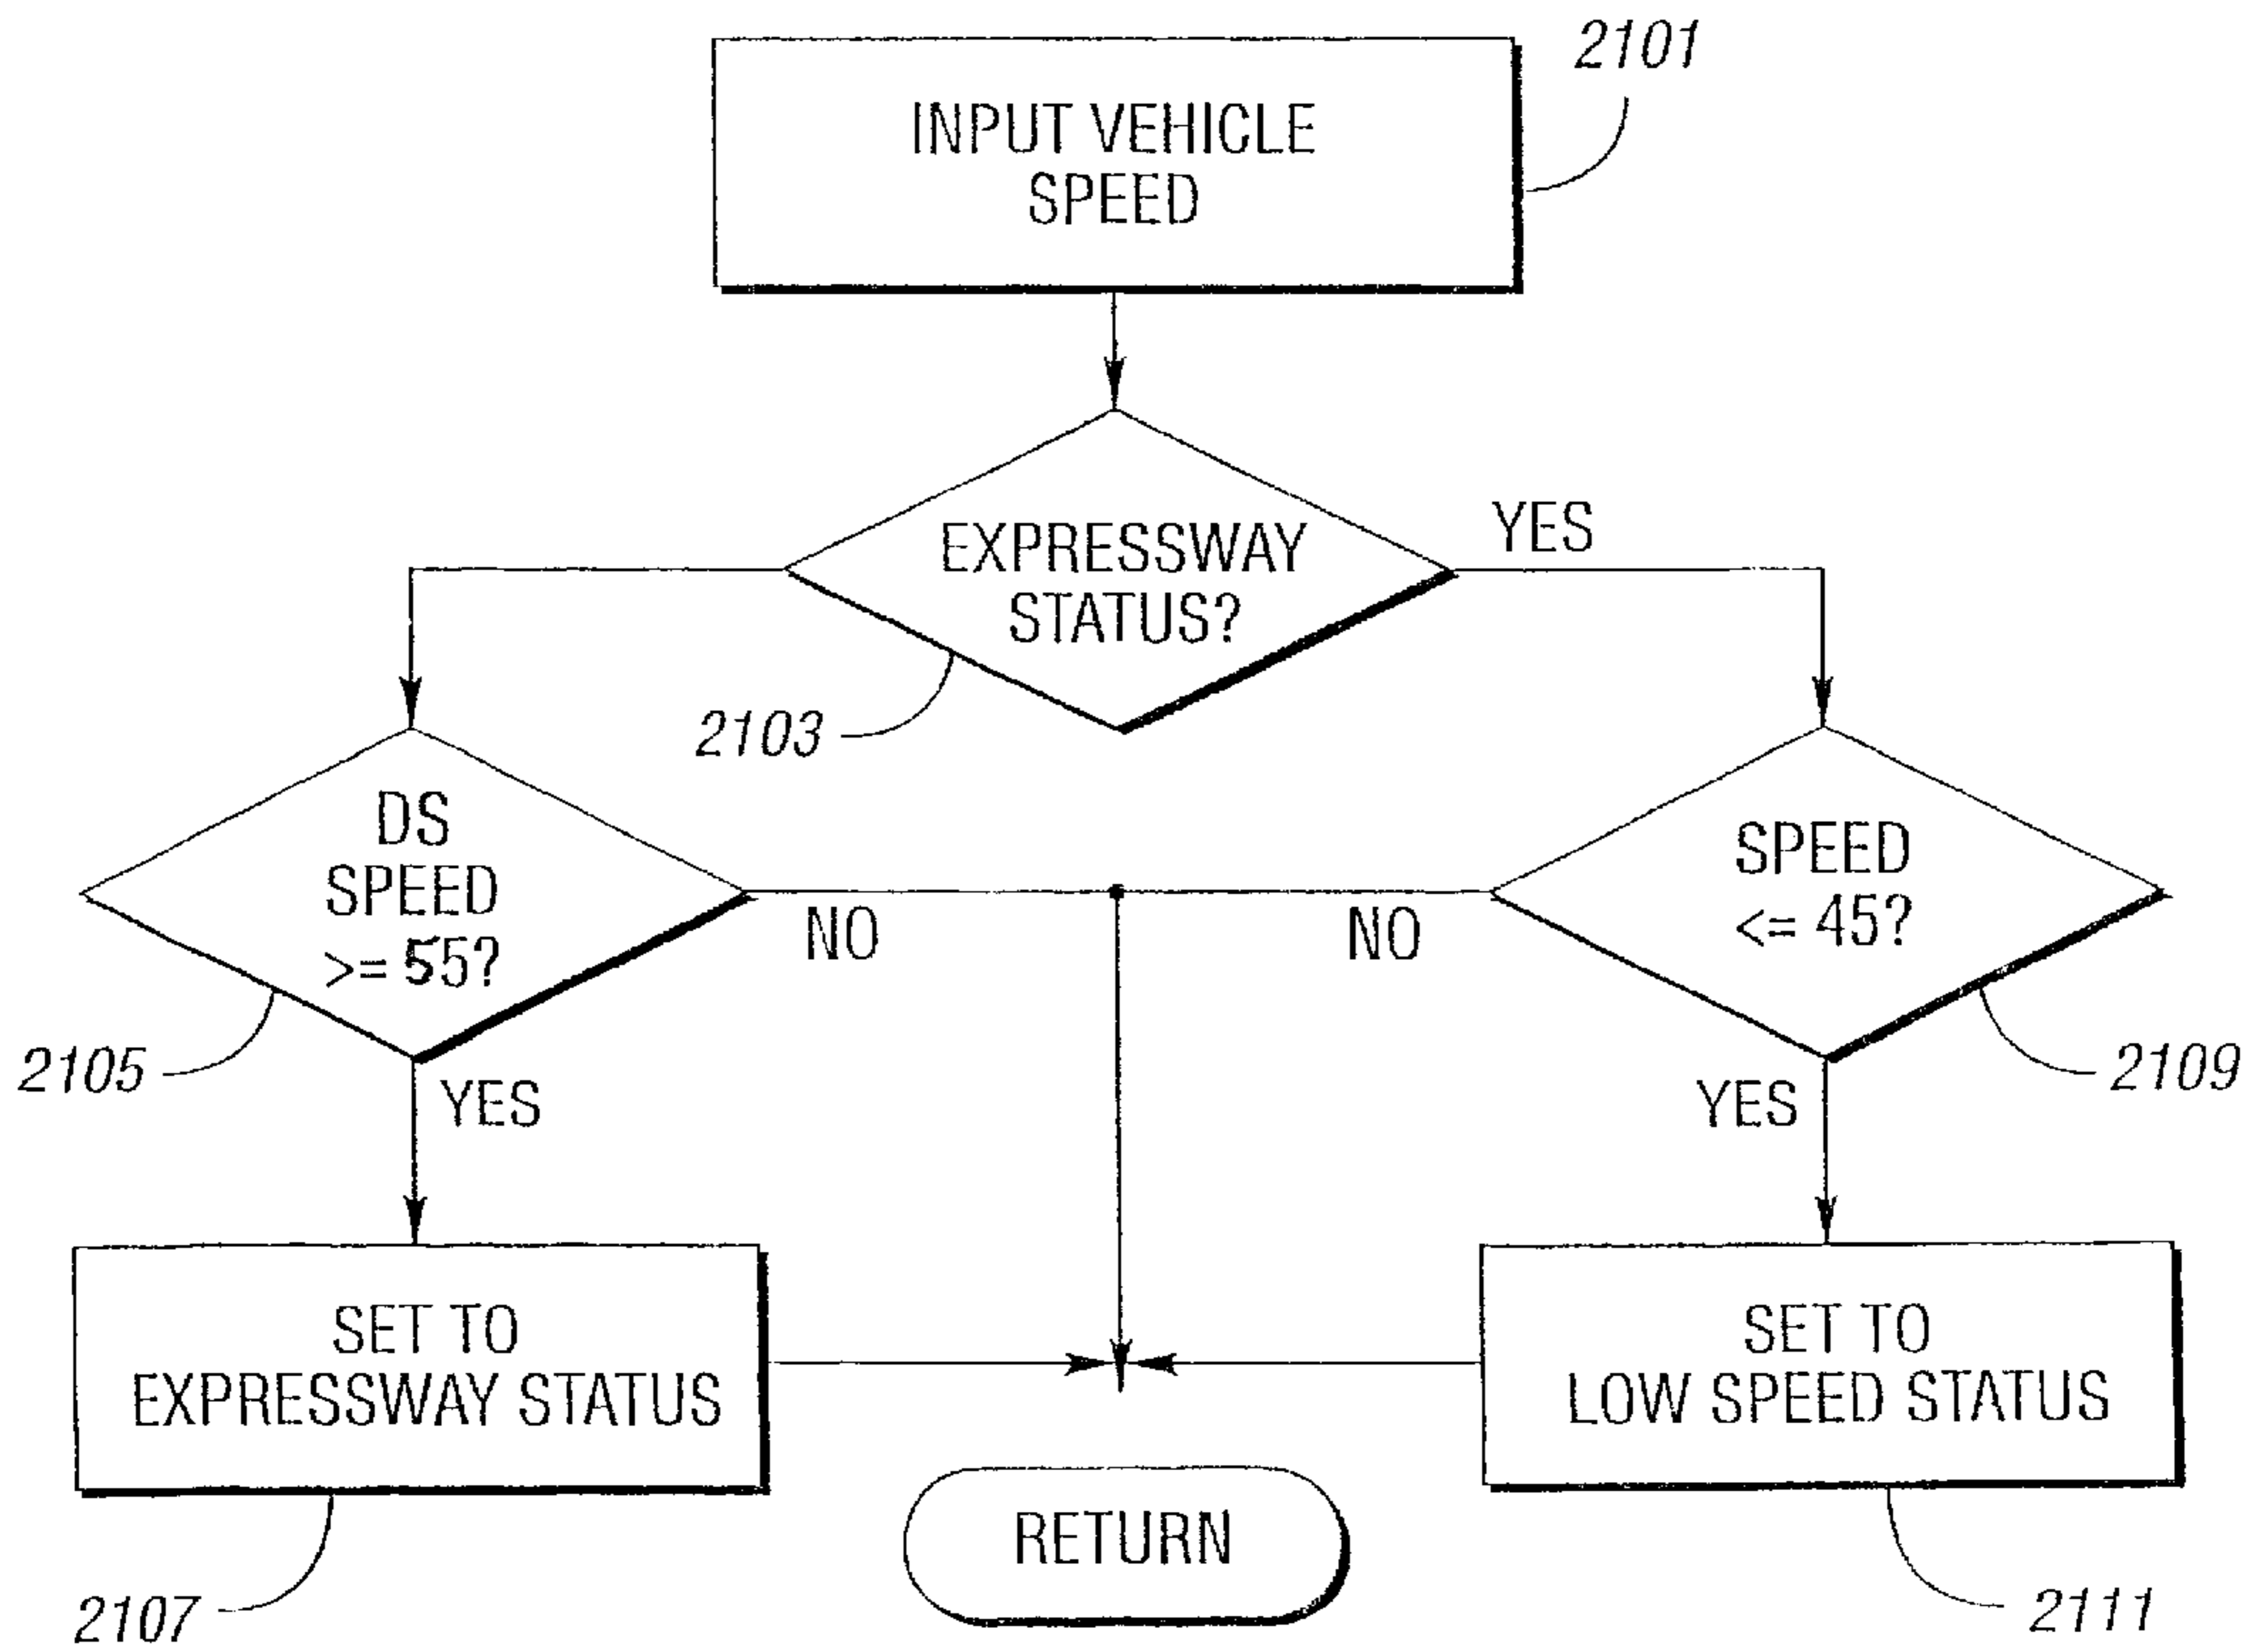 2101
INPUT VEHICLE
SPEED
EXPRESSWAY
STATUS?
YES
2103
DS
SPEED
>= 55?
NO
NO
SPEED
<= 45?
2105
YES
YES
2109
SET TO
EXPRESSWAY STATUS
SET TO
LOW SPEED STATUS
RETURN
2107
2111